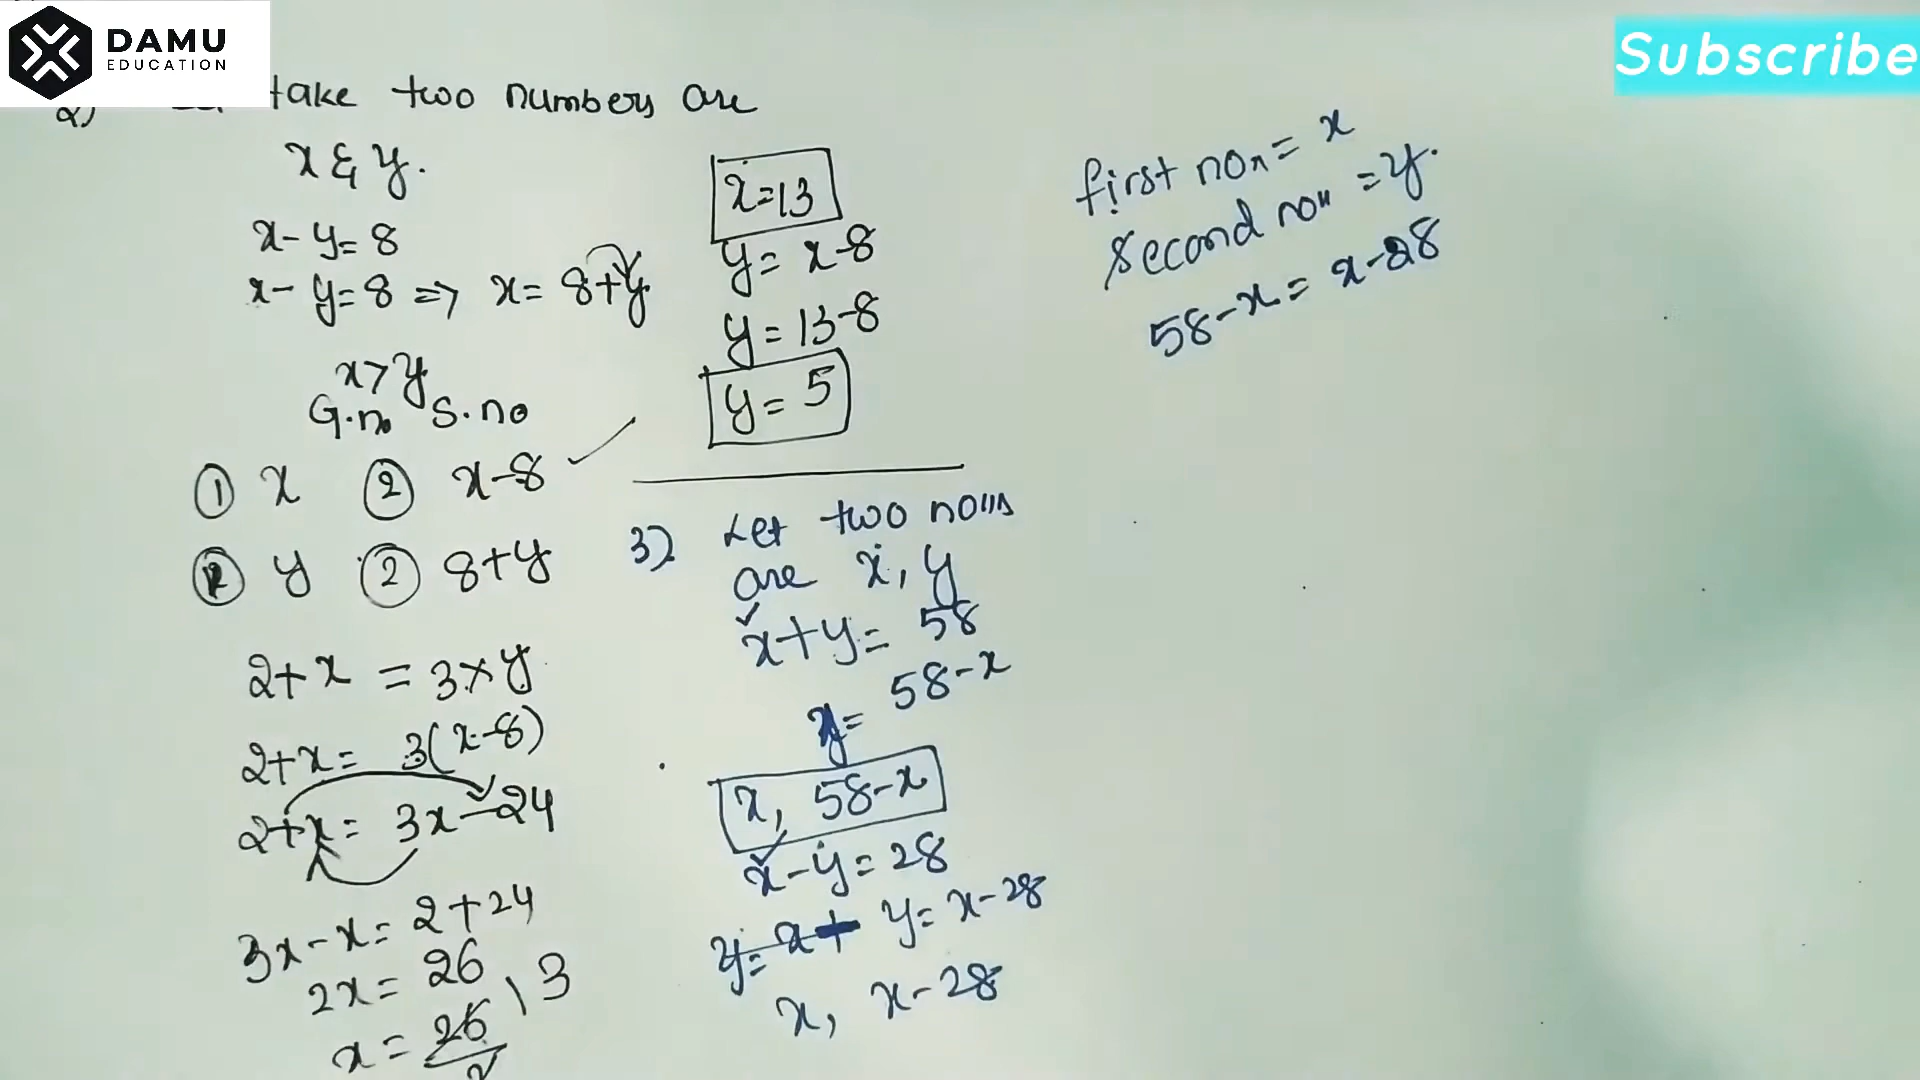 DAMU
EDUCATION
Subscribe
2) take two numbers are
x & y.
x - y = 8
x - y = 8 => x = 8+y
x > y
G.no S.no
① x ② x-8
y ② 8+y
2+x = 3×y
2+x = 3(x-8)
2+x = 3x-24
3x-x = 2+24
2x = 26
x = 26/2 13
x=13
y = x-8
y = 13-8
y = 5
3) Let two no"s
are x, y
x+y = 58
y = 58-x
x, 58-x
x-y = 28
y = x+ y = x-28
x, x-28
first no" = x
second no" = y.
58-x = x-28